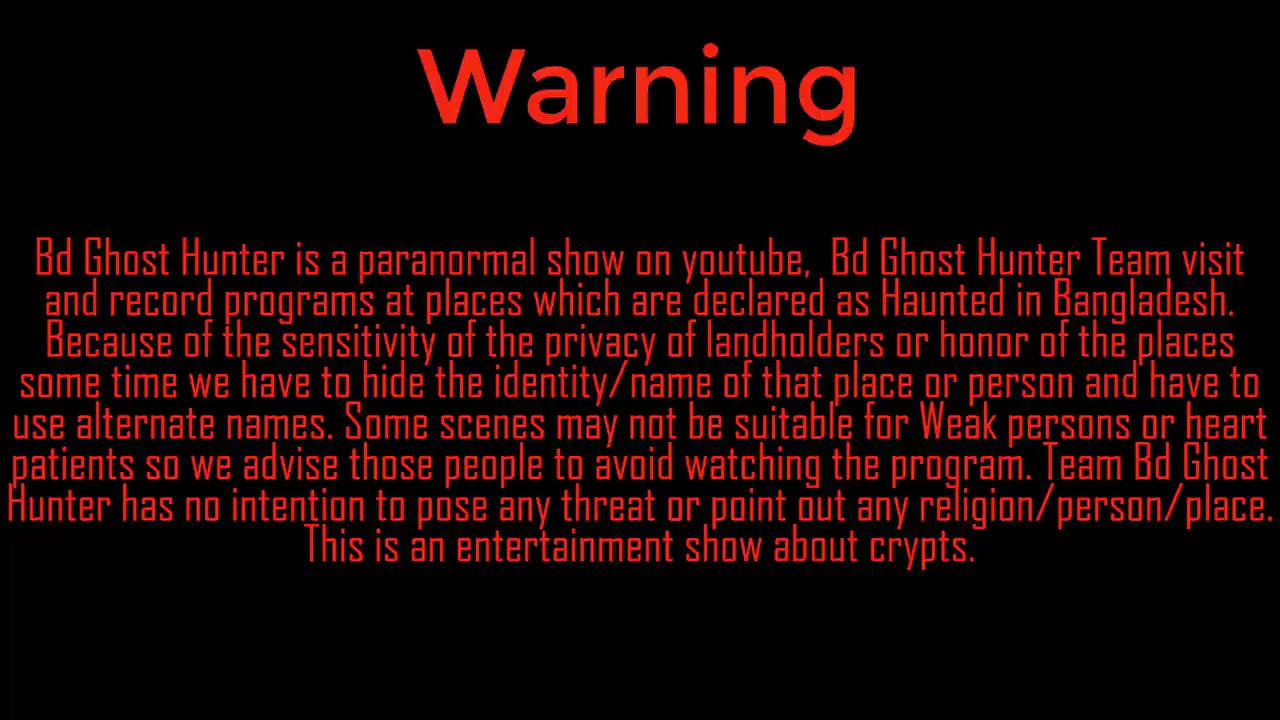 Warning
Bd Ghost Hunter is a paranormal show on youtube,  Bd Ghost Hunter Team visit
and record programs at places which are declared as Haunted in Bangladesh.
Because of the sensitivity of the privacy of landholders or honor of the places
some time we have to hide the identity/name of that place or person and have to
use alternate names. Some scenes may not be suitable for Weak persons or heart
patients so we advise those people to avoid watching the program. Team Bd Ghost
Hunter has no intention to pose any threat or point out any religion/person/place.
This is an entertainment show about crypts.